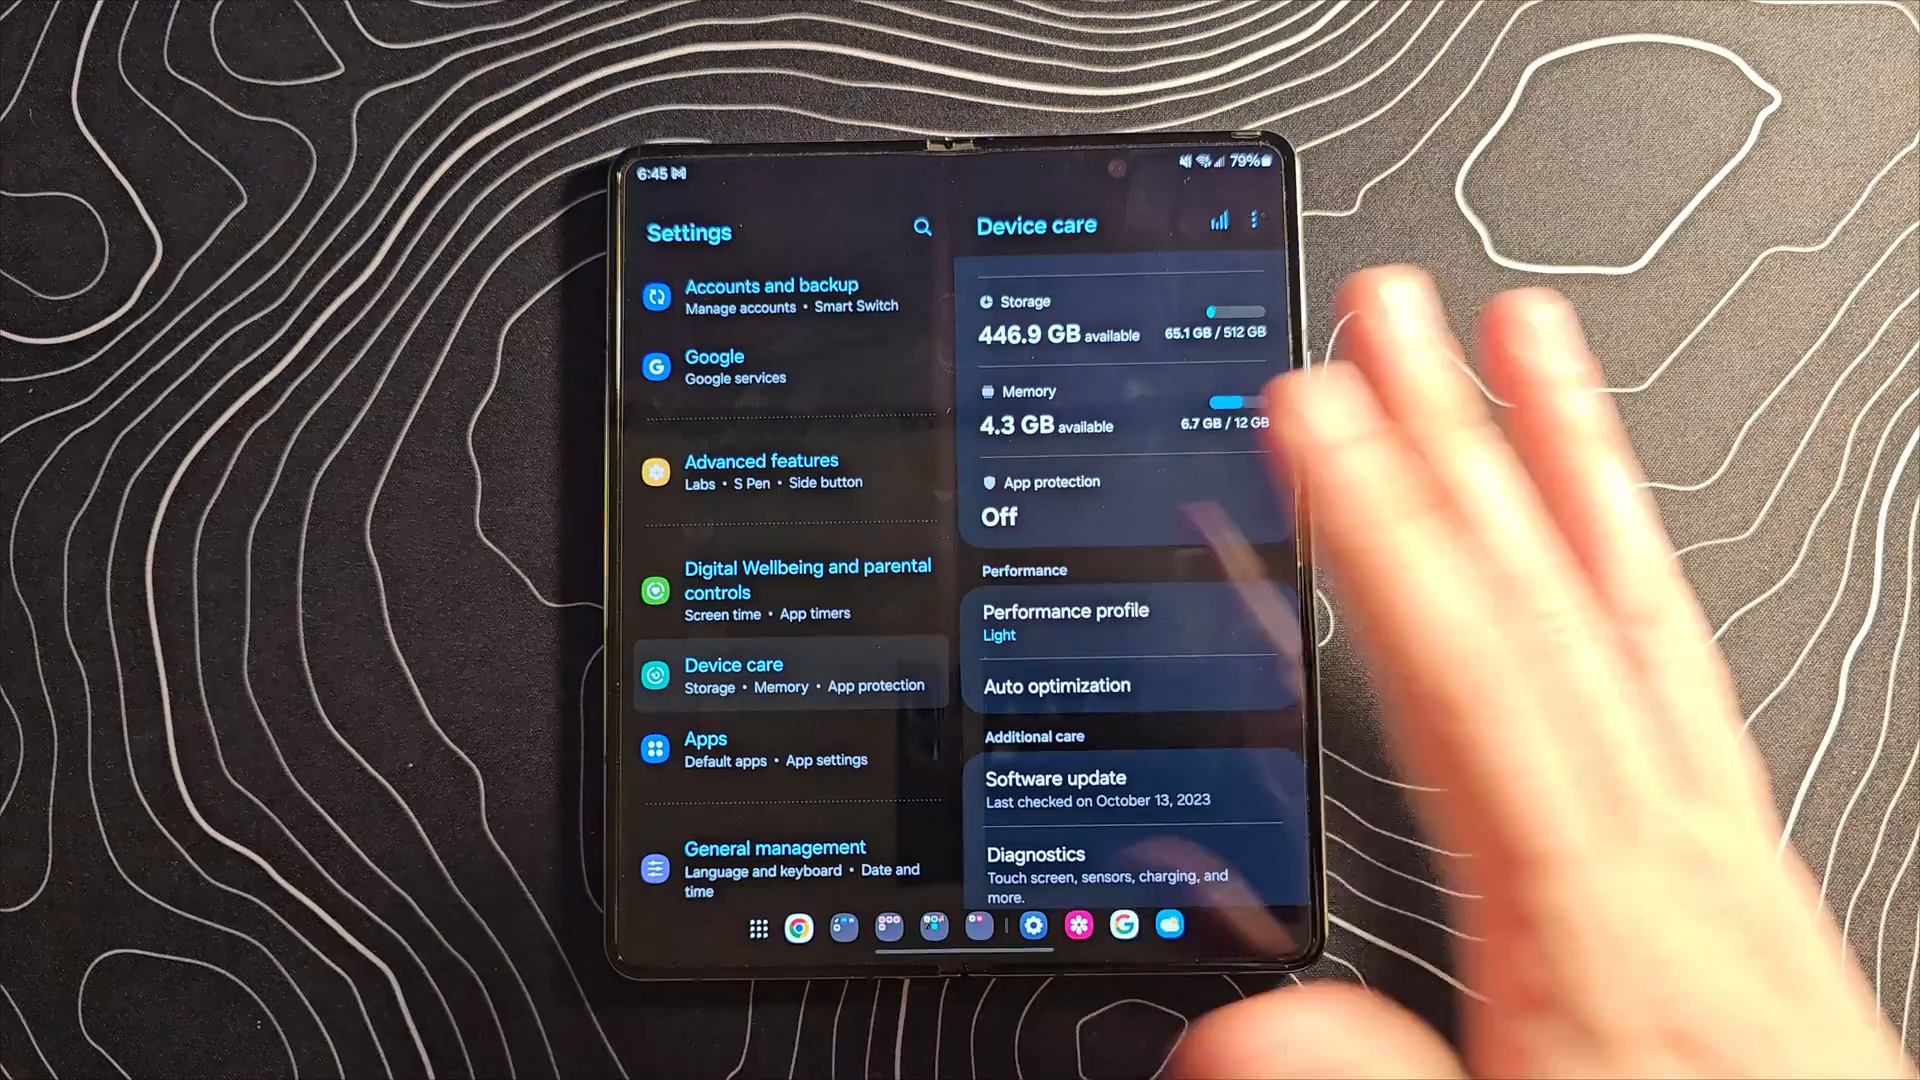 6:45
79%
Settings
Accounts and backup
Manage accounts • Smart Switch
Google
Google services
Advanced features
Labs • S Pen • Side button
Digital Wellbeing and parental
controls
Screen time • App timers
Device care
Storage • Memory • App protection
Apps
Default apps • App settings
General management
Language and keyboard • Date and
time
Device care
Storage
446.9 GB available
65.1 GB / 512 GB
Memory
4.3 GB available
6.7 GB / 12 GB
App protection
Off
Performance
Performance profile
Light
Auto optimization
Additional care
Software update
Last checked on October 13, 2023
Diagnostics
Touch screen, sensors, charging, and
more.